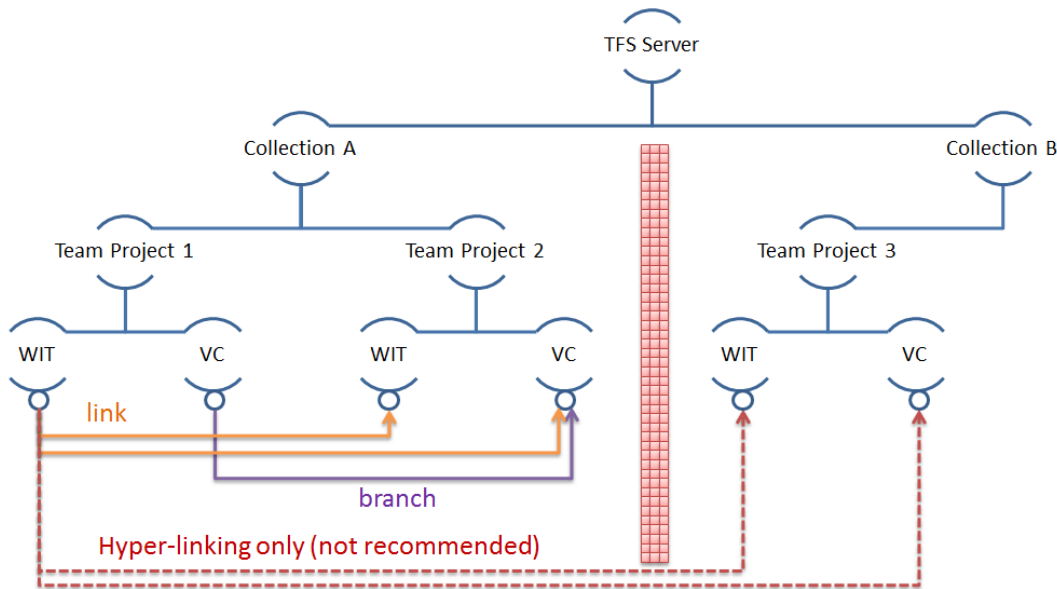 TFS Server
Collection A
Collection B
Team Project 1
Team Project 2
Team Project 3
WIT
VC
WIT
VC
WIT
VC
link
branch
Hyper-linking only (not recommended)